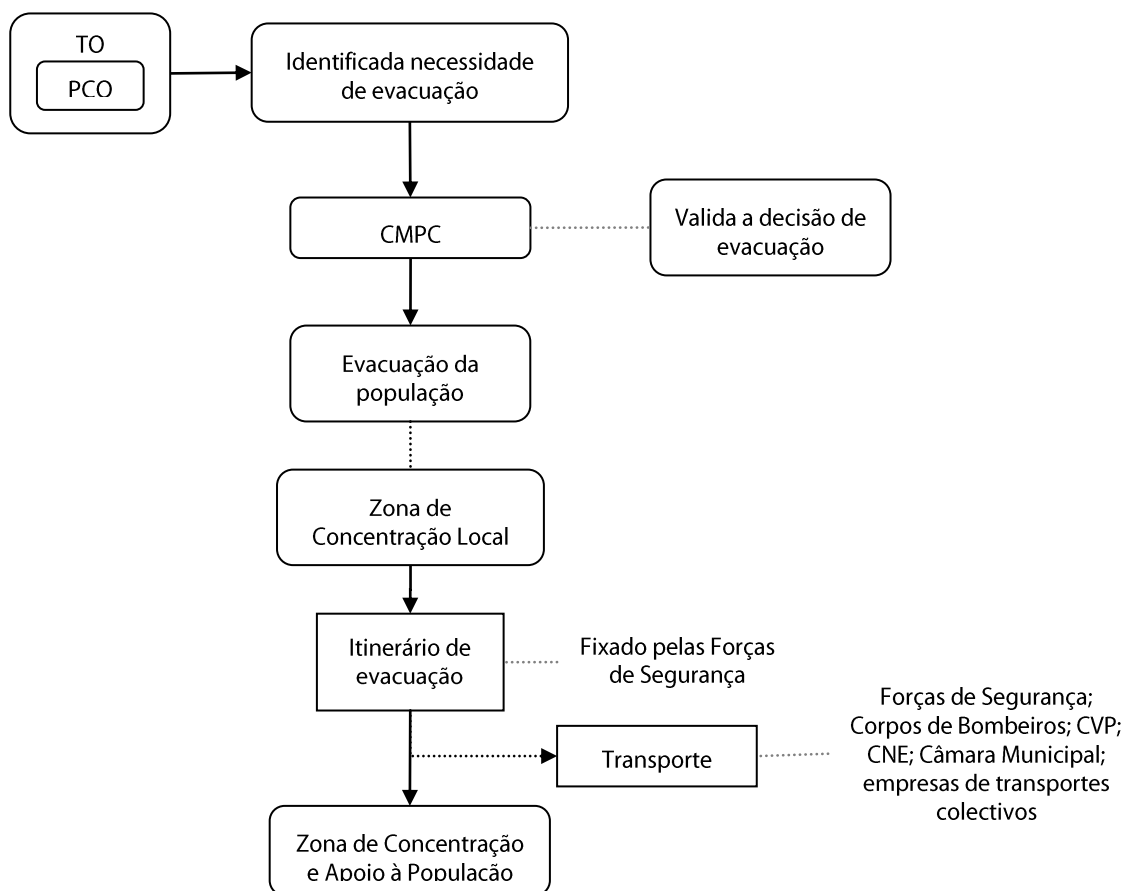 TO
PCO
Identificada necessidade
de evacuação
CMPC
Valida a decisão de
evacuação
Evacuação da
população
Zona de
Concentração Local
Itinerário de
evacuação
Fixado pelas Forças
de Segurança
Transporte
Forças de Segurança;
Corpos de Bombeiros; CVP;
CNE; Câmara Municipal;
empresas de transportes
colectivos
Zona de Concentração
e Apoio à População